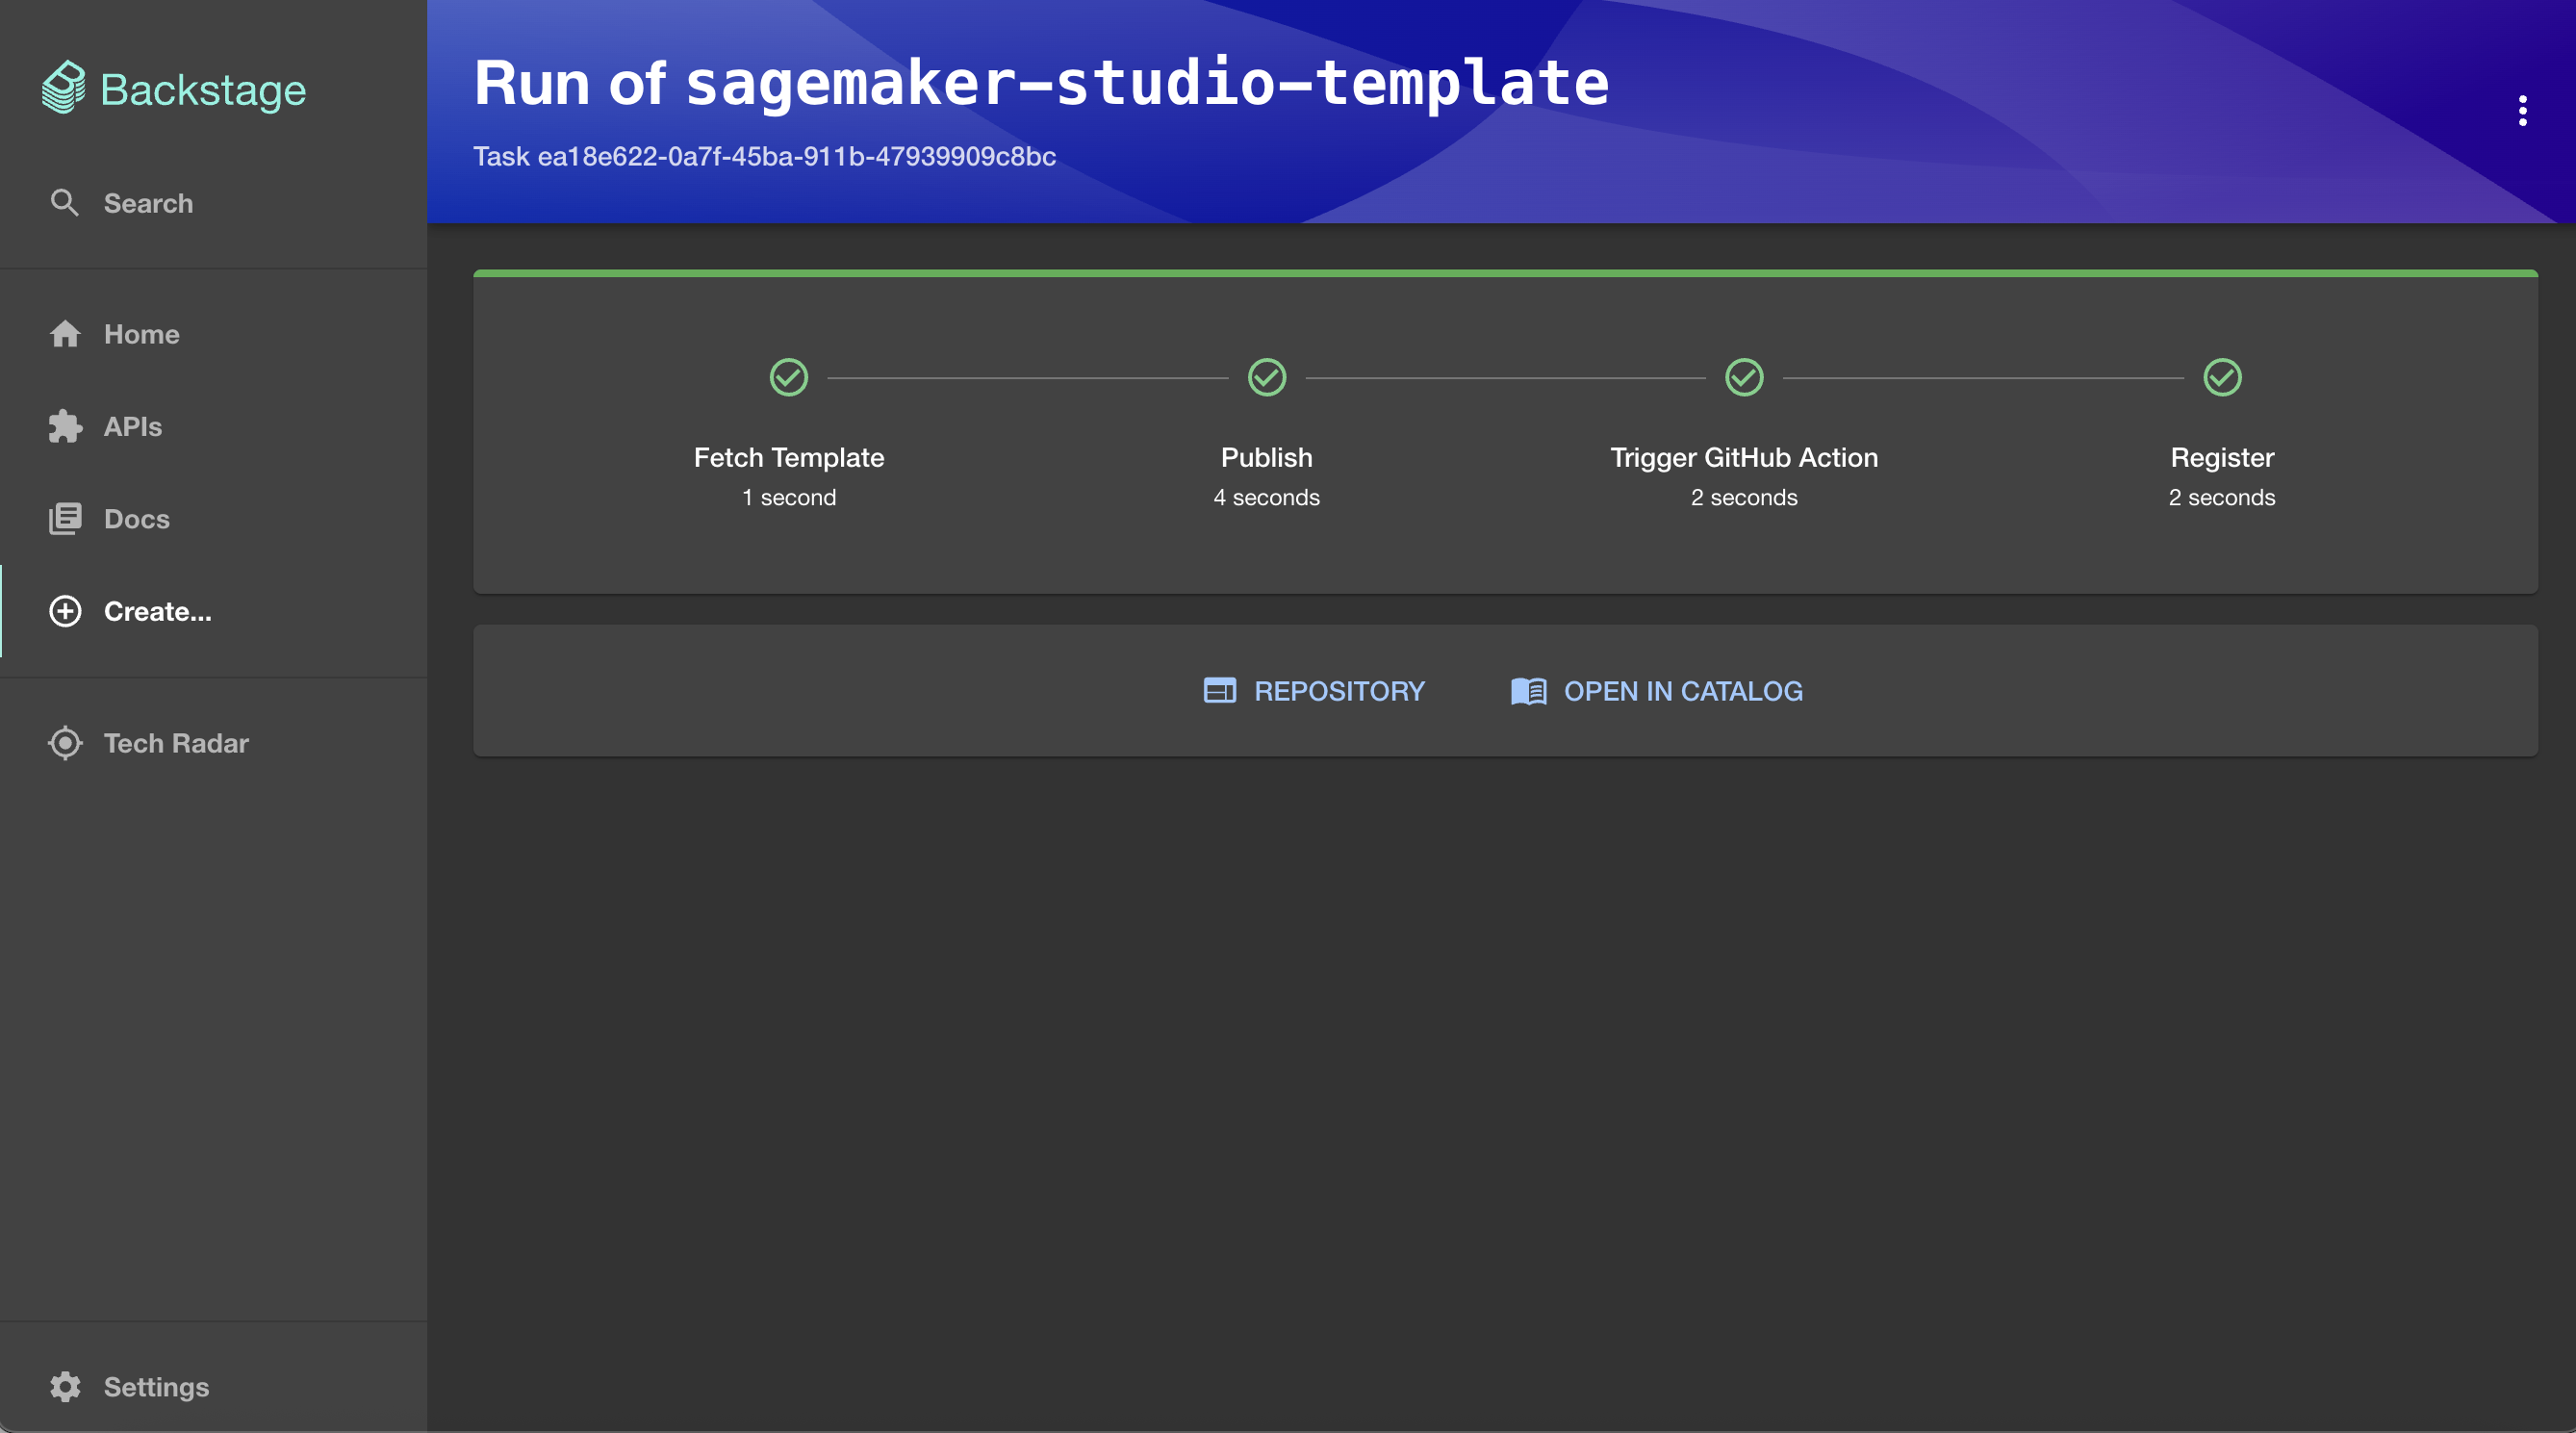 Backstage
Search
Home
APIs
Docs
Create...
Tech Radar
Settings
Run of sagemaker-studio-template
Task ea18e622-0a7f-45ba-911b-47939909c8bc
Fetch Template
1 second
Publish
4 seconds
Trigger GitHub Action
2 seconds
Register
2 seconds
REPOSITORY
OPEN IN CATALOG